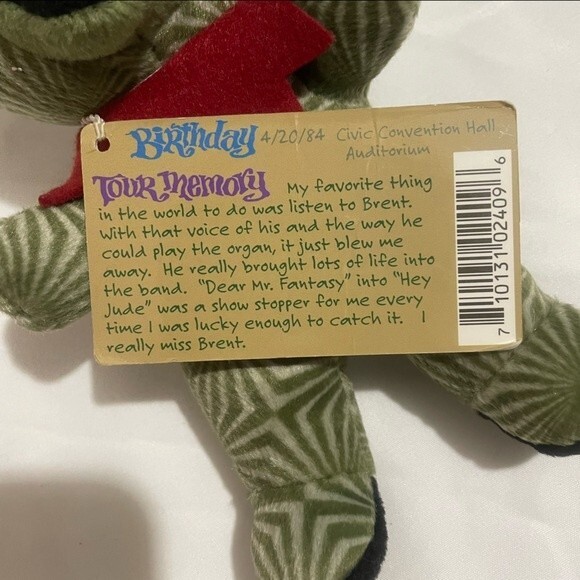 Birthday 4/20/84 Civic Convention Hall
Auditorium
Tour Memory My favorite thing
in the world to do was listen to Brent.
With that voice of his and the way he
could play the organ, it just blew me
away. He really brought lots of life into
the band. "Dear Mr. Fantasy" into "Hey
Jude" was a show stopper for me every
time I was lucky enough to catch it. I
really miss Brent.
7 10131 02409 6